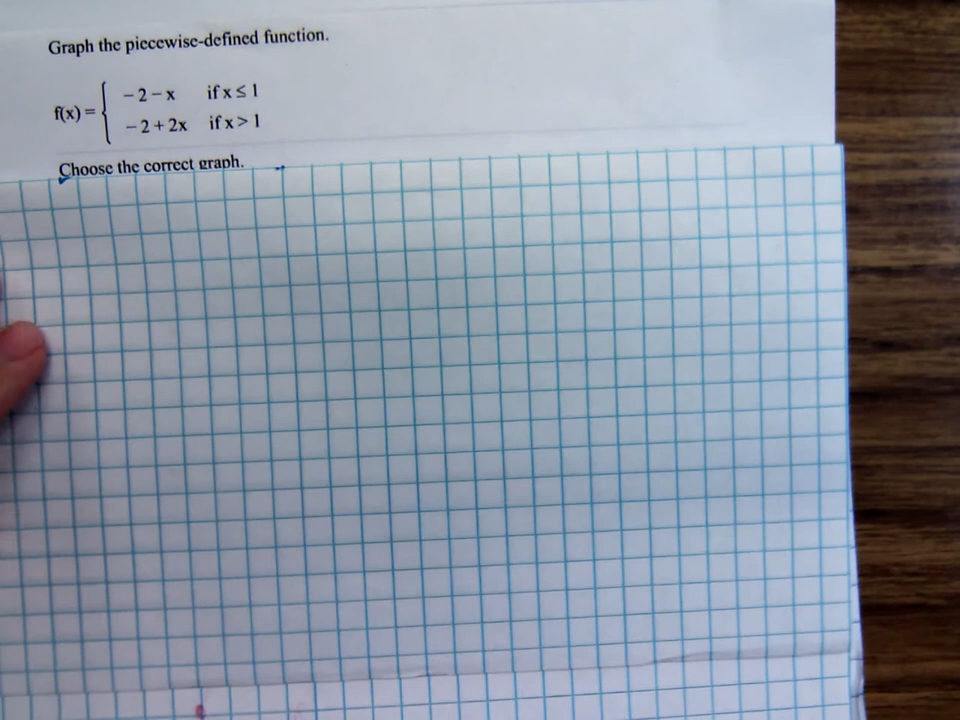 Graph the piecewise-defined function.
f(x) = { -2 - x if x ≤ 1
-2 + 2x if x > 1
Choose the correct graph.